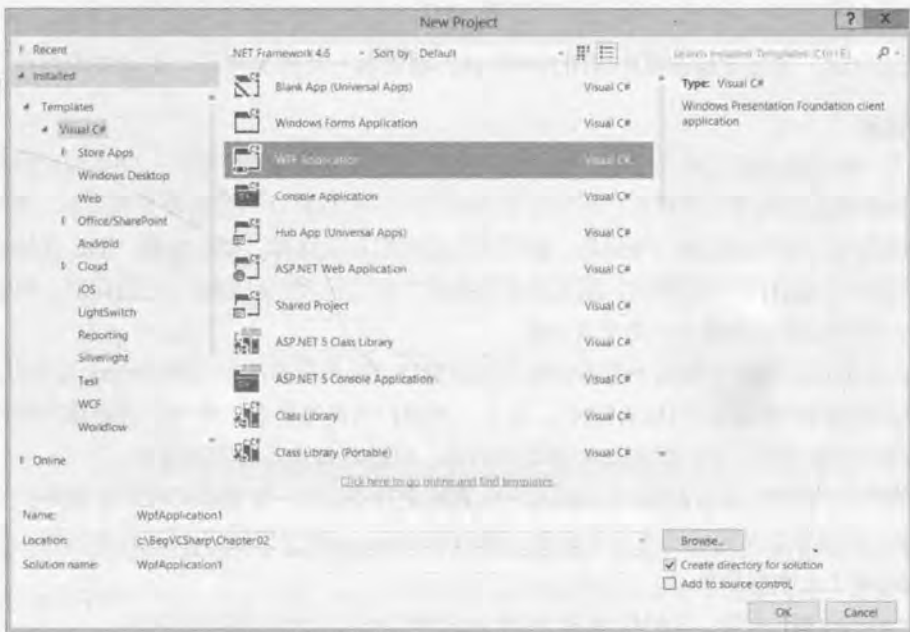 New Project
? X
Recent
Installed
Templates
Visual C#
Store Apps
Windows Desktop
Web
Office/SharePoint
Android
Cloud
iOS
LightSwitch
Reporting
Silverlight
Test
WCF
Workflow
Online
.NET Framework 4.6
Sort by: Default
Blank App (Universal Apps) Visual C#
Windows Forms Application Visual C#
WPF Application Visual C#
Console Application Visual C#
Hub App (Universal Apps) Visual C#
ASP.NET Web Application Visual C#
Shared Project Visual C#
ASP.NET 5 Class Library Visual C#
ASP.NET 5 Console Application Visual C#
Class Library Visual C#
Class Library (Portable) Visual C#
Click here to go online and find templates.
Search Installed Templates (Ctrl+E)
Type: Visual C#
Windows Presentation Foundation client
application
Name: WpfApplication1
Location: c:\BegVCSharp\Chapter02
Solution name: WpfApplication1
Browse...
Create directory for solution
Add to source control
OK Cancel